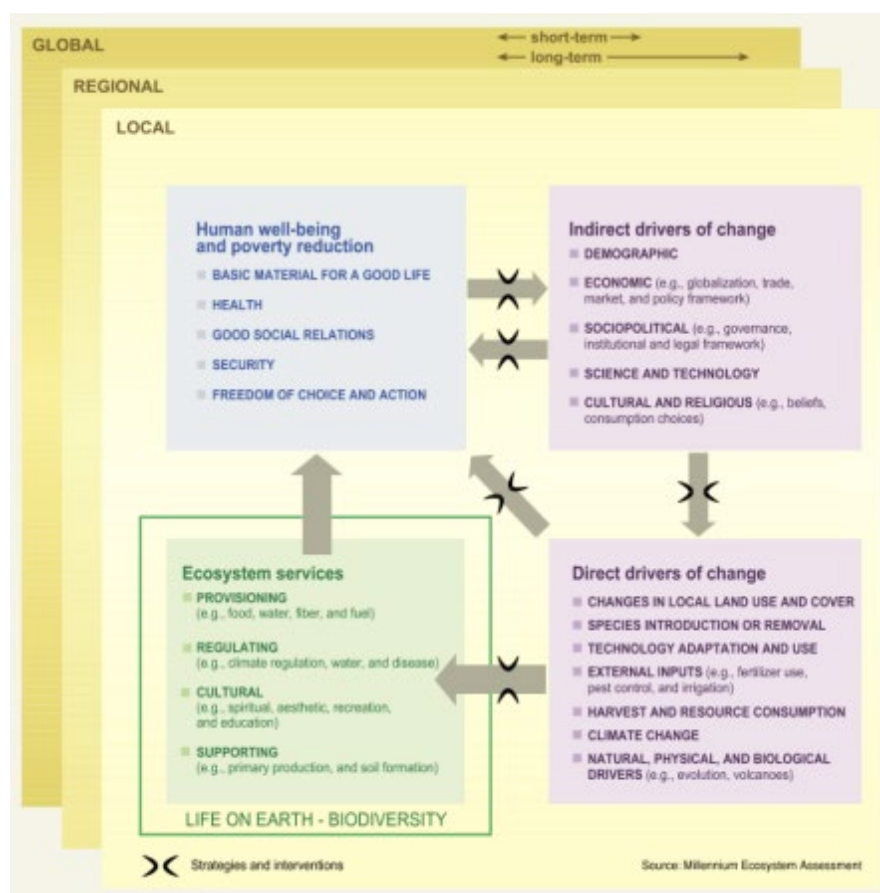 GLOBAL
short-term
long-term
REGIONAL
LOCAL
Human well-being
and poverty reduction
BASIC MATERIAL FOR A GOOD LIFE
HEALTH
GOOD SOCIAL RELATIONS
SECURITY
FREEDOM OF CHOICE AND ACTION
Indirect drivers of change
DEMOGRAPHIC
ECONOMIC (e.g., globalization, trade,
market, and policy framework)
SOCIOPOLITICAL (e.g., governance,
institutional and legal framework)
SCIENCE AND TECHNOLOGY
CULTURAL AND RELIGIOUS (e.g., beliefs,
consumption choices)
Ecosystem services
PROVISIONING
(e.g., food, water, fiber, and fuel)
REGULATING
(e.g., climate regulation, water, and disease)
CULTURAL
(e.g., spiritual, aesthetic, recreation,
and education)
SUPPORTING
(e.g., primary production, and soil formation)
LIFE ON EARTH - BIODIVERSITY
Direct drivers of change
CHANGES IN LOCAL LAND USE AND COVER
SPECIES INTRODUCTION OR REMOVAL
TECHNOLOGY ADAPTATION AND USE
EXTERNAL INPUTS (e.g., fertilizer use,
pest control, and irrigation)
HARVEST AND RESOURCE CONSUMPTION
CLIMATE CHANGE
NATURAL, PHYSICAL, AND BIOLOGICAL
DRIVERS (e.g., evolution, volcanoes)
Strategies and interventions
Source: Millennium Ecosystem Assessment